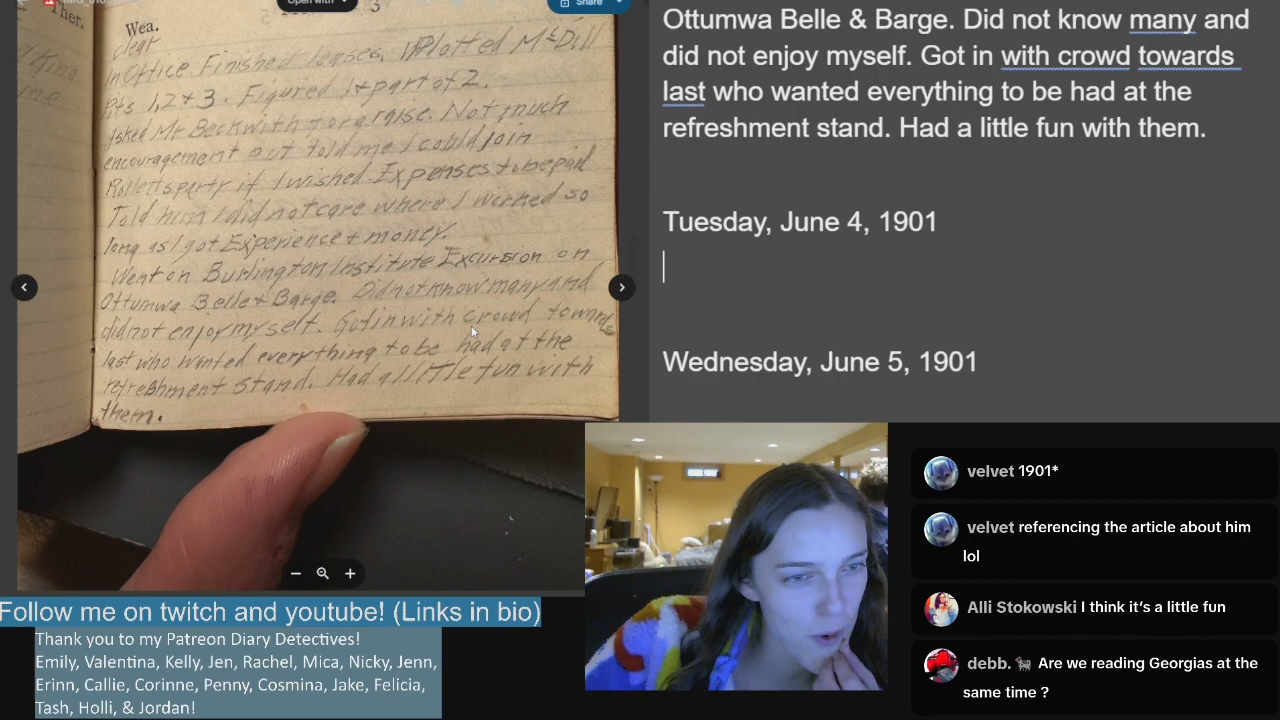 Ther.
Wea.
3
Open with
Share
clear
In Office. Finished lenses. Plotted McDill
Pts 1, 2 + 3. Figured 1 + part of 2.
Asked Mr Beckwith for a raise. Not much
encouragement but told me I could join
Rolletts party if I wished. Expenses to be paid
Told him I did not care where I worked so
long as I got Experience + money.
Went on Burlington Institute Excursion on
Ottumwa Belle + Barge. Did not know many and
did not enjoy myself. Got in with crowd towards
last who wanted everything to be had at the
refreshment stand. Had a little fun with
them.
Ottumwa Belle & Barge. Did not know many and
did not enjoy myself. Got in with crowd towards
last who wanted everything to be had at the
refreshment stand. Had a little fun with them.
Tuesday, June 4, 1901
Wednesday, June 5, 1901
velvet 1901*
velvet referencing the article about him
lol
Alli Stokowski I think it's a little fun
debb. 🐈‍⬛ Are we reading Georgias at the
same time ?
Follow me on twitch and youtube! (Links in bio)
Thank you to my Patreon Diary Detectives!
Emily, Valentina, Kelly, Jen, Rachel, Mica, Nicky, Jenn,
Erinn, Callie, Corinne, Penny, Cosmina, Jake, Felicia,
Tash, Holli, & Jordan!